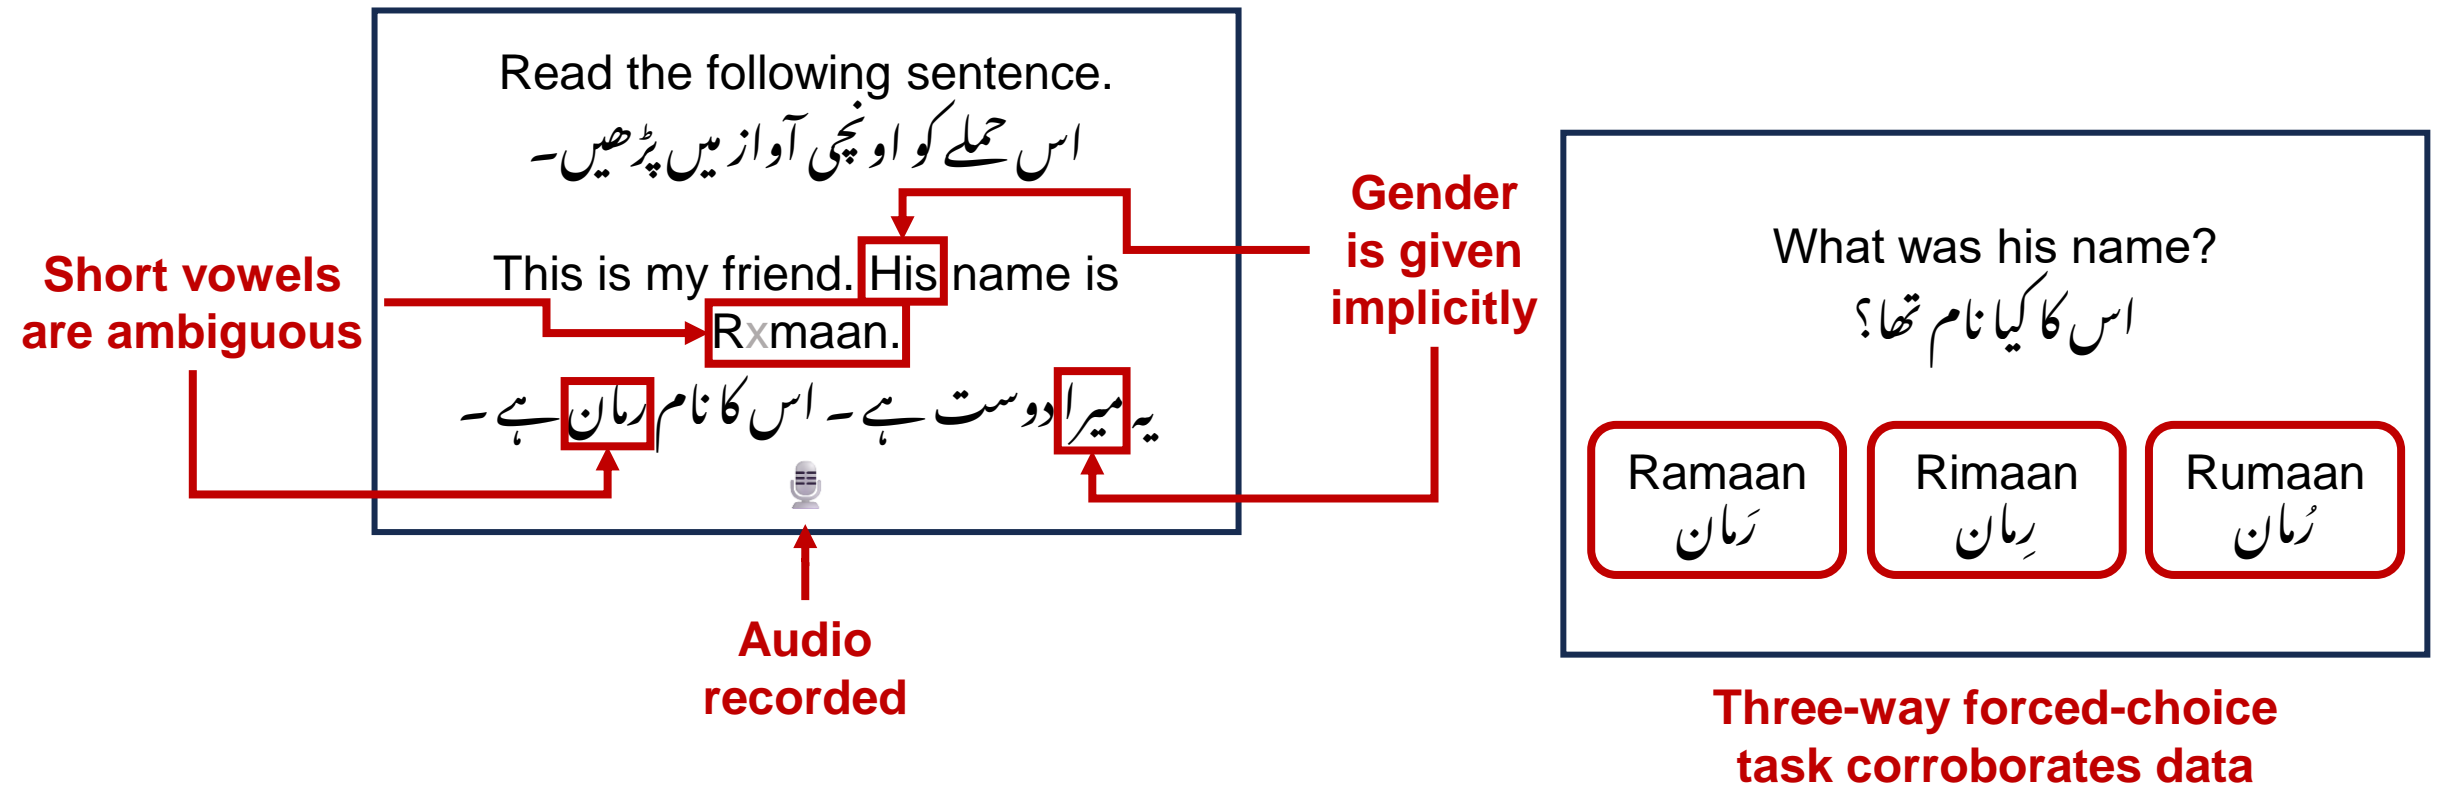 Read the following sentence.
اس جملے کو اونچی آواز میں پڑھیں۔
This is my friend. His name is
Rxmaan.
یہ میرا دوست ہے۔ اس کا نام رمان ہے۔
Short vowels
are ambiguous
Gender
is given
implicitly
Audio
recorded
What was his name?
اس کا کیا نام تھا؟
Ramaan
رَمان
Rimaan
رِمان
Rumaan
رُمان
Three-way forced-choice
task corroborates data